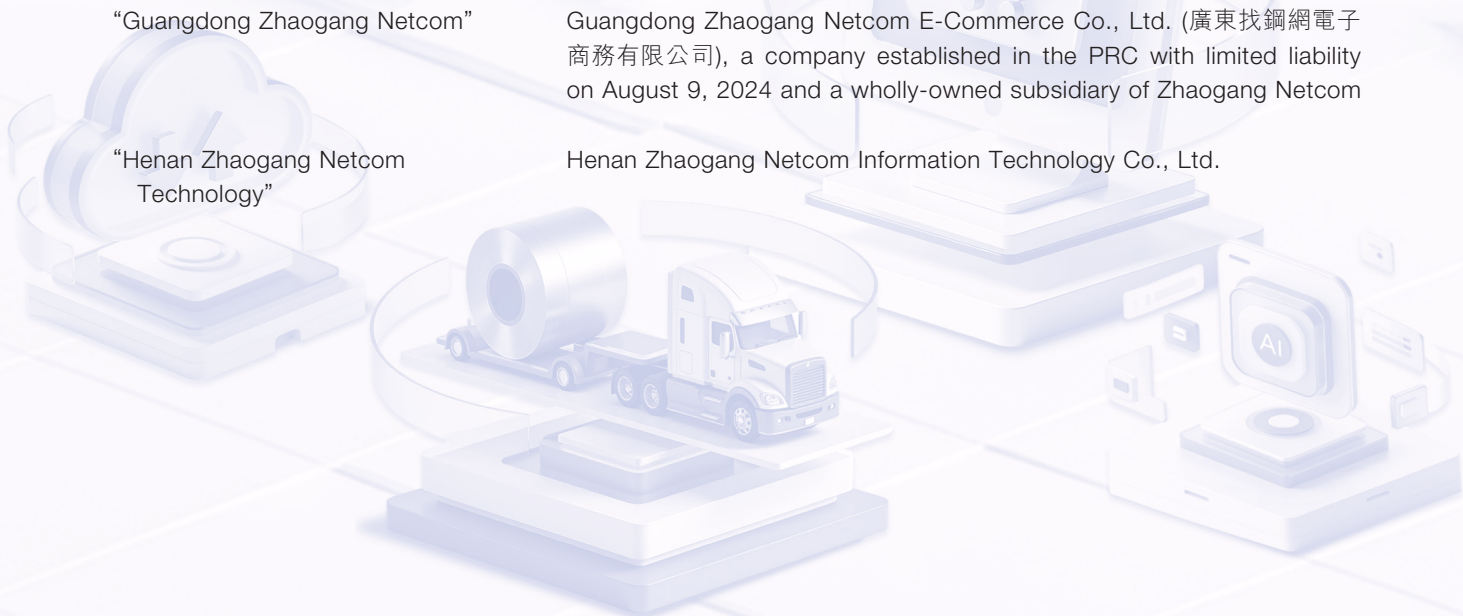 “Guangdong Zhaogang Netcom” Guangdong Zhaogang Netcom E-Commerce Co., Ltd. (廣東找鋼網電子
商務有限公司), a company established in the PRC with limited liability
on August 9, 2024 and a wholly-owned subsidiary of Zhaogang Netcom
“Henan Zhaogang Netcom Henan Zhaogang Netcom Information Technology Co., Ltd.
Technology”
AI